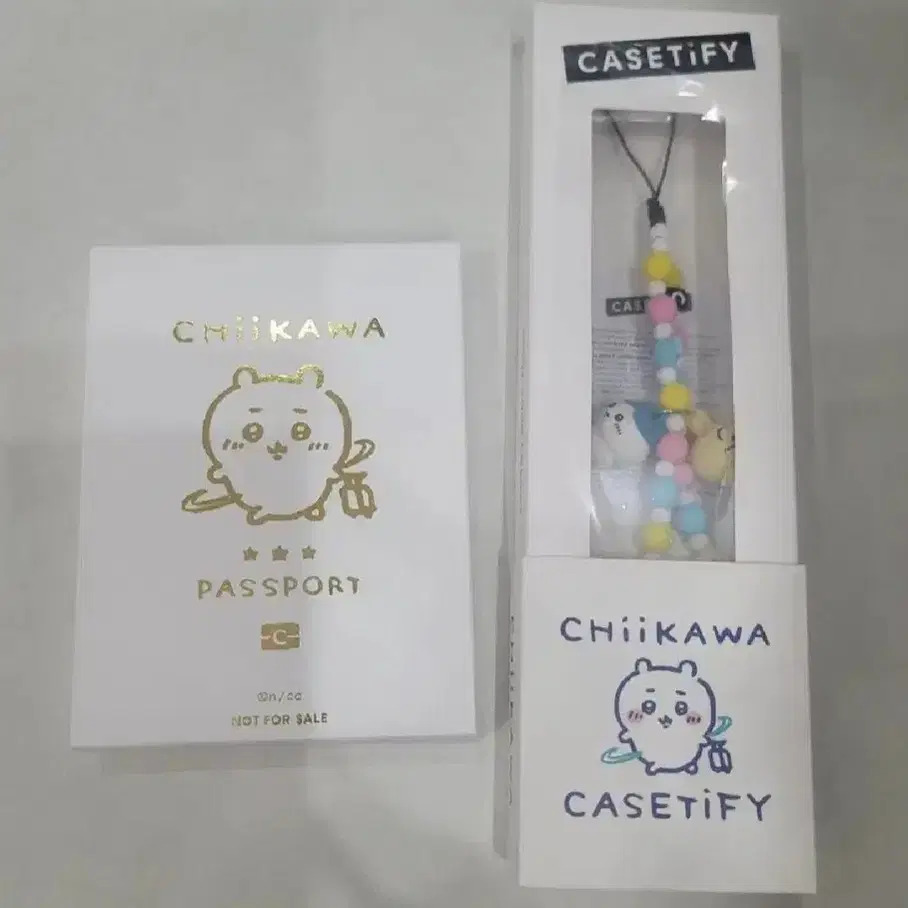 CHiiKAWA
PASSPORT
C
©n/cc
NOT FOR SALE
CASETiFY
CHiiKAWA
CASETiFY